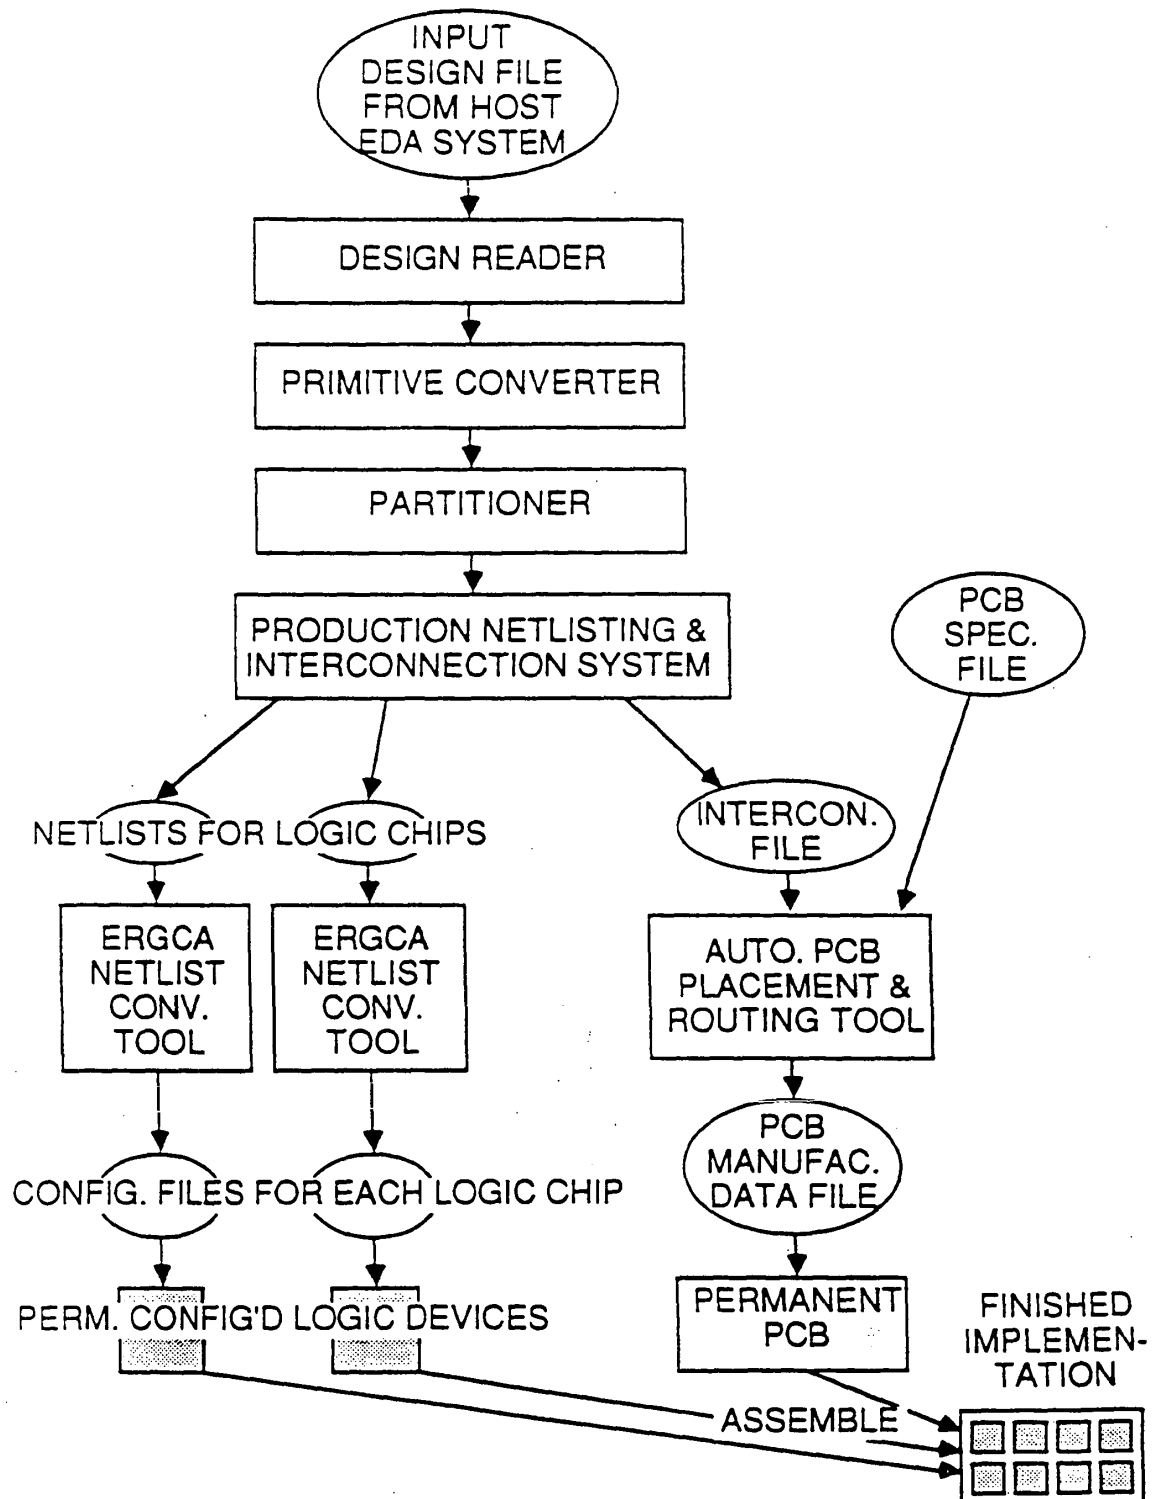 INPUT
DESIGN FILE
FROM HOST
EDA SYSTEM
DESIGN READER
PRIMITIVE CONVERTER
PARTITIONER
PRODUCTION NETLISTING &
INTERCONNECTION SYSTEM
PCB
SPEC.
FILE
NETLISTS FOR LOGIC CHIPS
INTERCON.
FILE
ERGCA
NETLIST
CONV.
TOOL
ERGCA
NETLIST
CONV.
TOOL
AUTO. PCB
PLACEMENT &
ROUTING TOOL
PCB
MANUFAC.
DATA FILE
CONFIG. FILES FOR EACH LOGIC CHIP
PERM. CONFIG'D LOGIC DEVICES
PERMANENT
PCB
FINISHED
IMPLEMEN-
TATION
ASSEMBLE